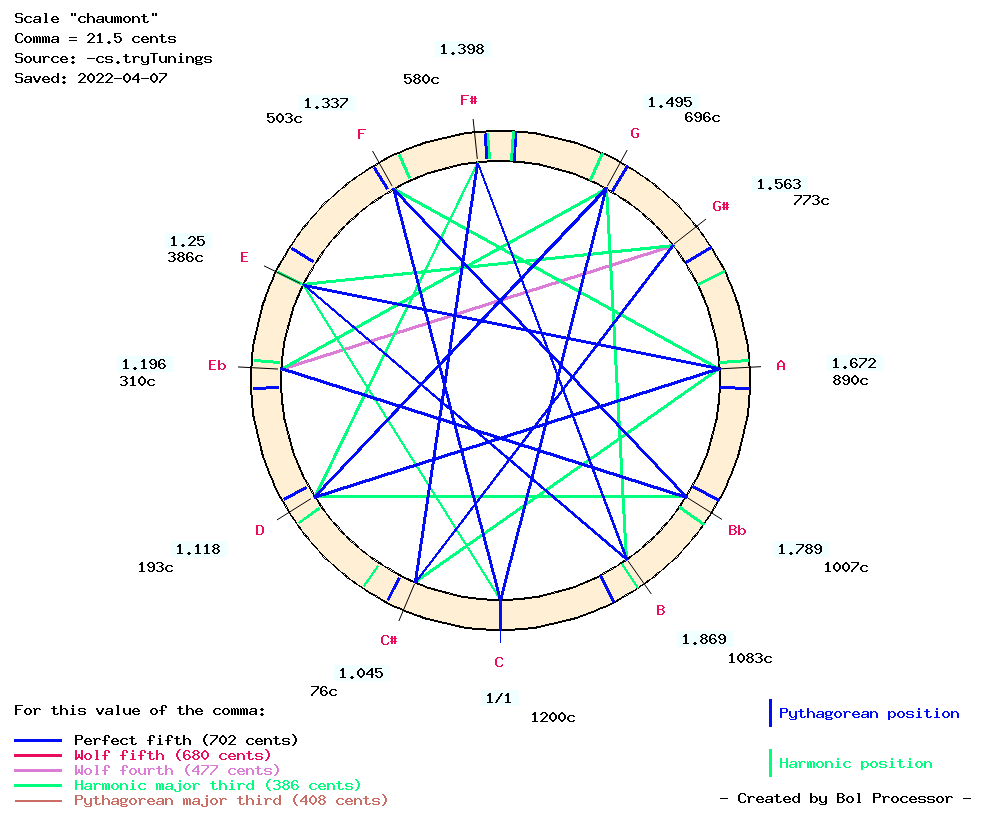 Scale "chaumont"
Comma = 21.5 cents
Source: -cs.tryTunings
Saved: 2022-04-07
1.398
580c
F#
1.337
503c
F
1.495
696c
G
1.563
773c
G#
1.25
386c
E
1.196
310c
Eb
A
1.672
890c
D
1.118
193c
Bb
1.789
1007c
C#
1.045
76c
B
1.869
1083c
C
1/1
1200c
For this value of the comma:
Perfect fifth (702 cents)
Wolf fifth (680 cents)
Wolf fourth (477 cents)
Harmonic major third (386 cents)
Pythagorean major third (408 cents)
Pythagorean position
Harmonic position
- Created by Bol Processor -